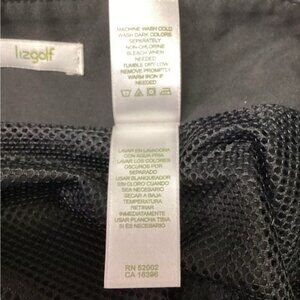 lizgolf
MACHINE WASH COLD
WASH DARK COLORS
SEPARATELY
NON-CHLORINE
BLEACH WHEN
NEEDED
TUMBLE DRY LOW
REMOVE PROMPTLY
WARM IRON IF
NEEDED
LAVAR EN LAVADORA
CON AGUA FRIA
LAVAR LOS COLORES
OSCUROS POR
SEPARADO
USAR BLANQUEADOR
SIN CLORO CUANDO
SEA NECESARIO
SECAR A BAJA
TEMPERATURA
RETIRAR
INMEDIATAMENTE
USAR PLANCHA TIBIA
SI ES NECESARIO
RN 52002
CA 16396